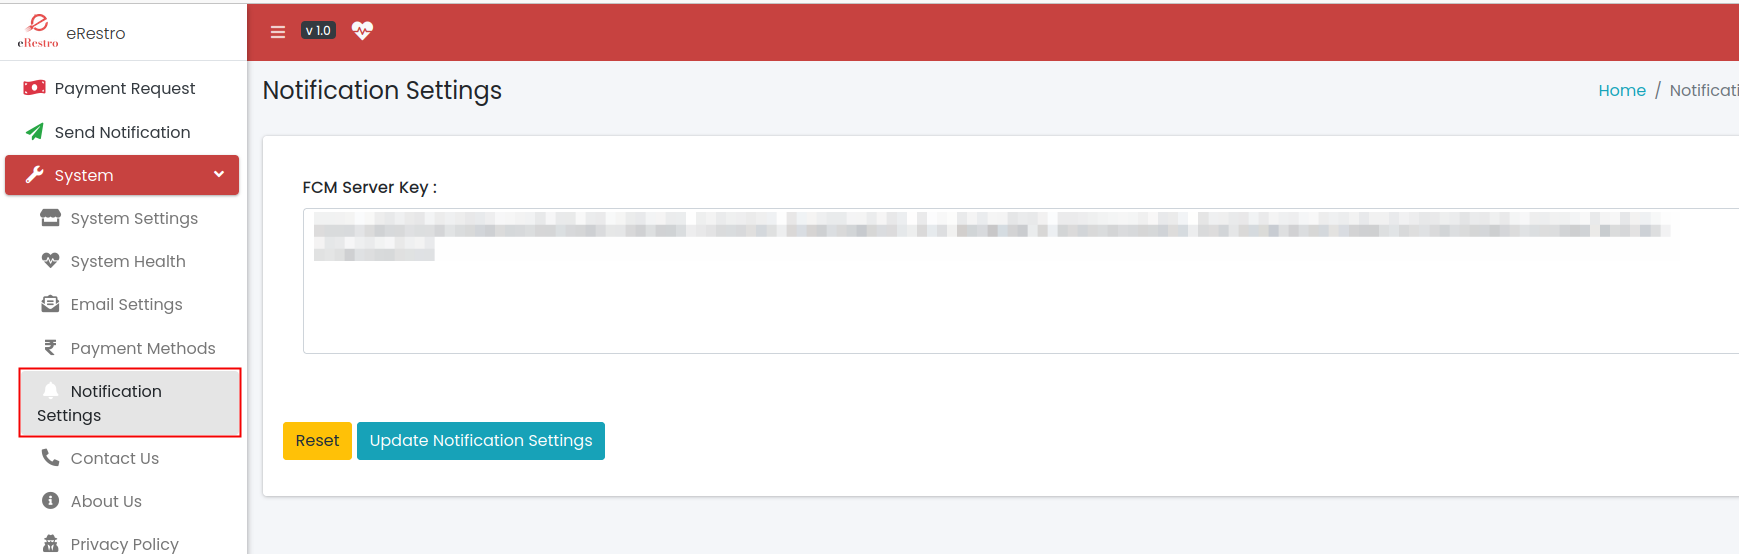 eRestro
eRestro
v 1.0
Payment Request
Send Notification
System
System Settings
System Health
Email Settings
Payment Methods
Notification
Settings
Contact Us
About Us
Privacy Policy
Notification Settings
Home / Notificati
FCM Server Key :
Reset
Update Notification Settings